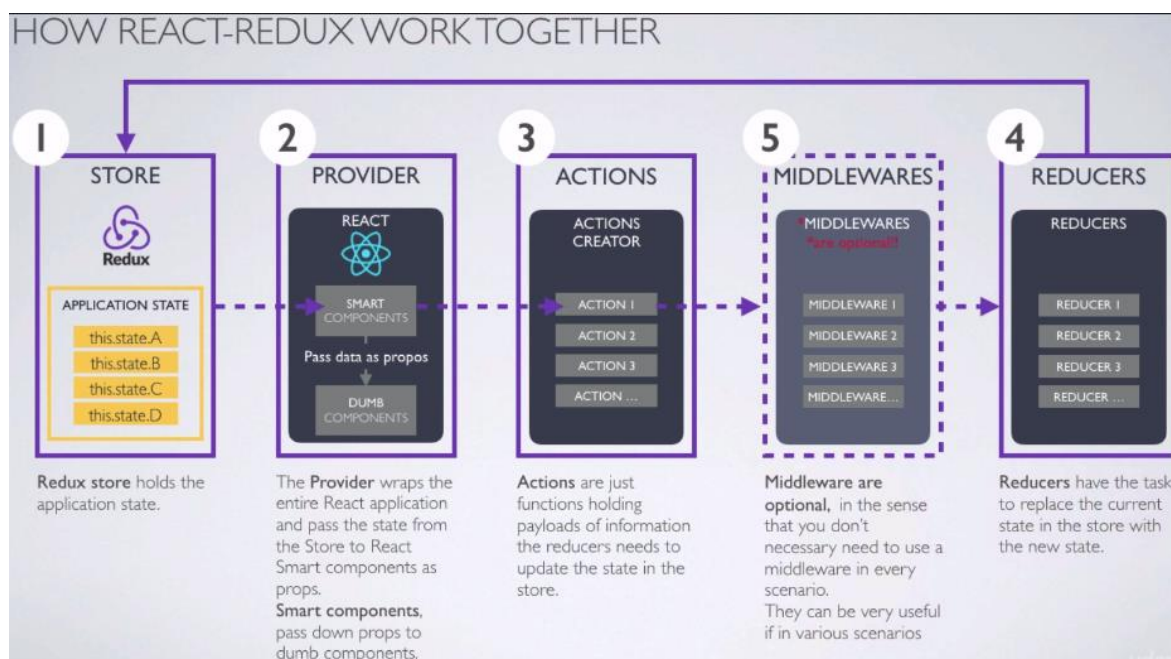 HOW REACT-REDUX WORK TOGETHER
1
STORE
Redux
APPLICATION STATE
this.state.A
this.state.B
this.state.C
this.state.D
Redux store holds the
application state.
2
PROVIDER
REACT
SMART
COMPONENTS
Pass data as propos
DUMB
COMPONENTS
The Provider wraps the
entire React application
and pass the state from
the Store to React
Smart components as
props.
Smart components,
pass down props to
dumb components.
3
ACTIONS
ACTIONS
CREATOR
ACTION 1
ACTION 2
ACTION 3
ACTION ...
Actions are just
functions holding
payloads of information
the reducers needs to
update the state in the
store.
5
MIDDLEWARES
*MIDDLEWARES
*are optional!!
MIDDLEWARE 1
MIDDLEWARE 2
MIDDLEWARE 3
MIDDLEWARE...
Middleware are
optional, in the sense
that you don't
necessary need to use a
middleware in every
scenario.
They can be very useful
if in various scenarios
4
REDUCERS
REDUCERS
REDUCER 1
REDUCER 2
REDUCER 3
REDUCER ...
Reducers have the task
to replace the current
state in the store with
the new state.